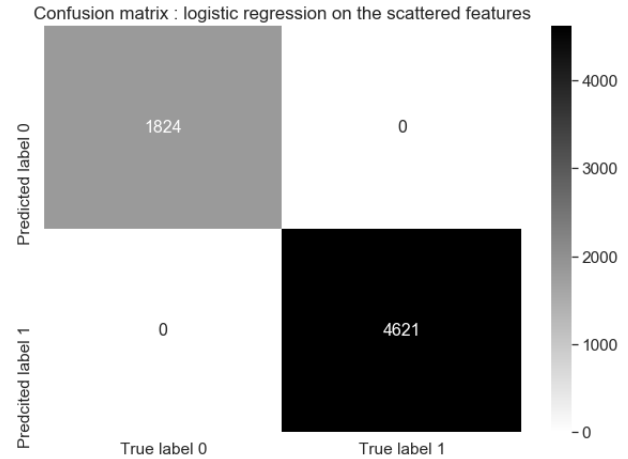 Confusion matrix : logistic regression on the scattered features
Predicted label 0
1824
0
Predcited label 1
0
4621
True label 0
True label 1
4000
3000
2000
1000
0